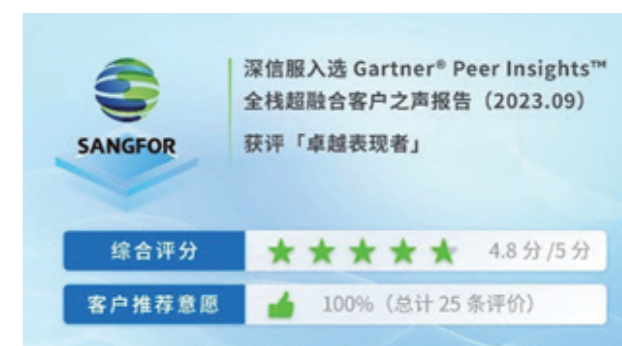 深信服入选 Gartner® Peer Insights™
全栈超融合客户之声报告（2023.09）
SANGFOR
获评「卓越表现者」
综合评分 4.8 分 /5 分
客户推荐意愿 100%（总计 25 条评价）